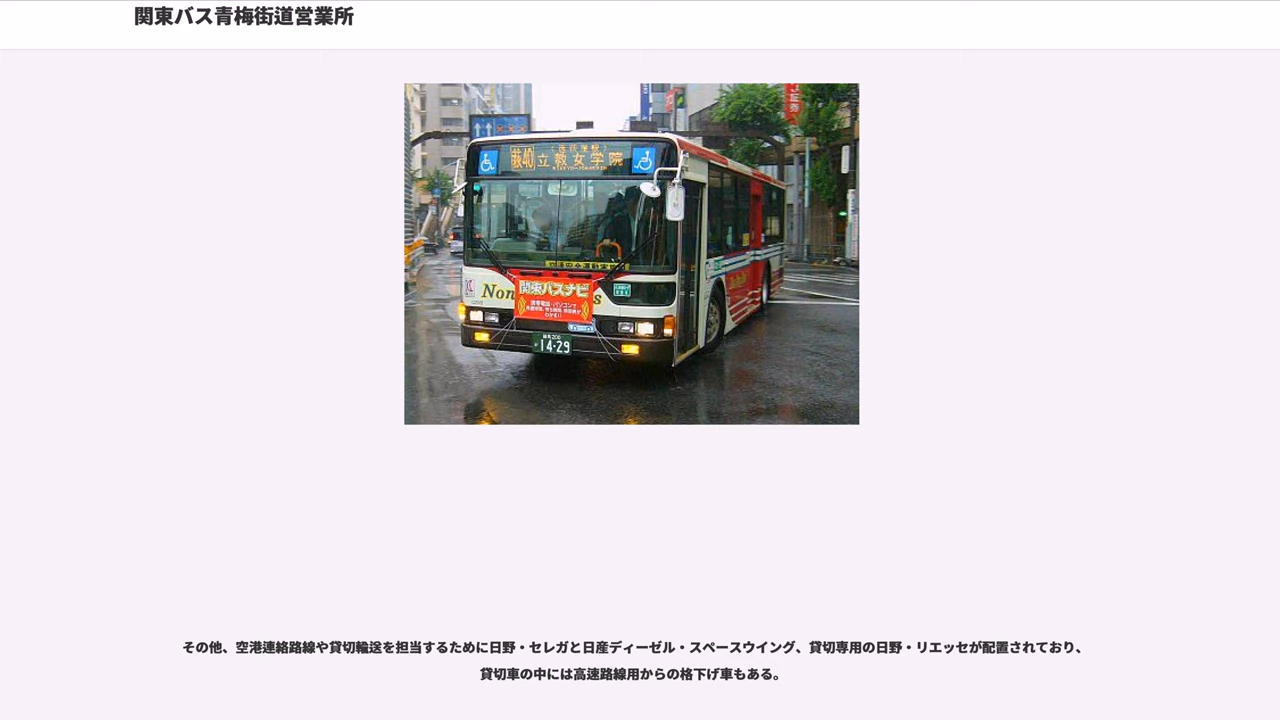 関東バス青梅街道営業所
荻40 立教女学院
関東バスナビ
Non
s
14-29
その他、空港連絡路線や貸切輸送を担当するために日野・セレガと日産ディーゼル・スペースウイング、貸切専用の日野・リエッセが配置されており、
貸切車の中には高速路線用からの格下げ車もある。